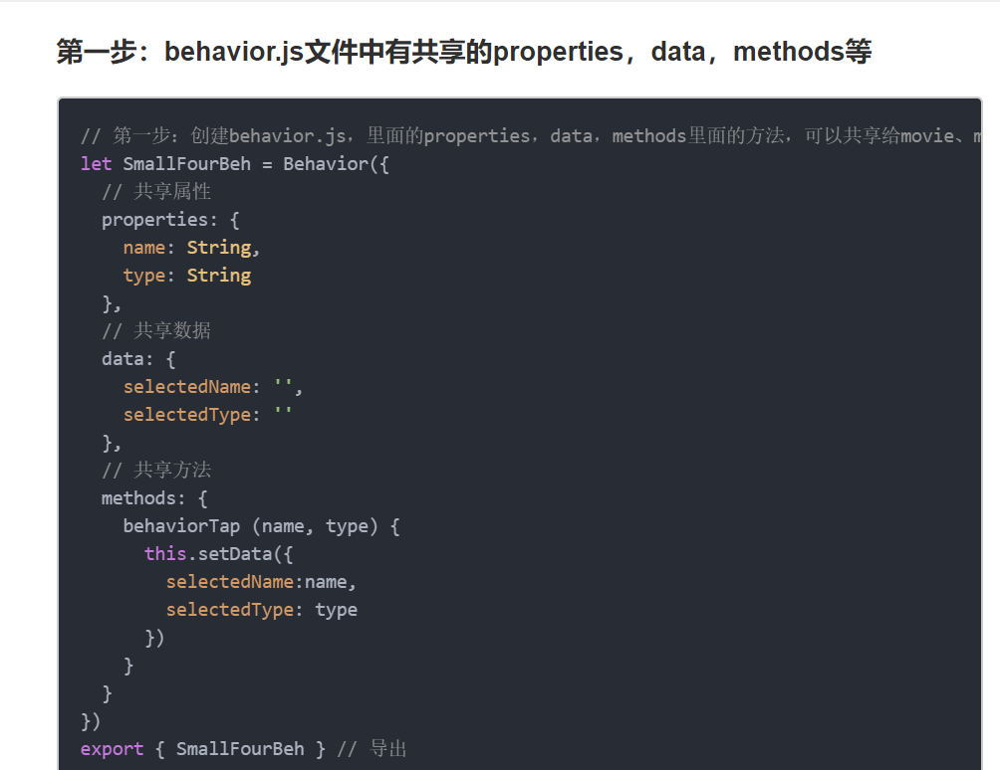 第一步：behavior.js文件中有共享的properties，data，methods等
// 第一步：创建behavior.js，里面的properties，data，methods里面的方法，可以共享给movie、
let SmallFourBeh = Behavior({
  // 共享属性
  properties: {
    name: String,
    type: String
  },
  // 共享数据
  data: {
    selectedName: '',
    selectedType: ''
  },
  // 共享方法
  methods: {
    behaviorTap (name, type) {
      this.setData({
        selectedName:name,
        selectedType: type
      })
    }
  }
})
export { SmallFourBeh } // 导出